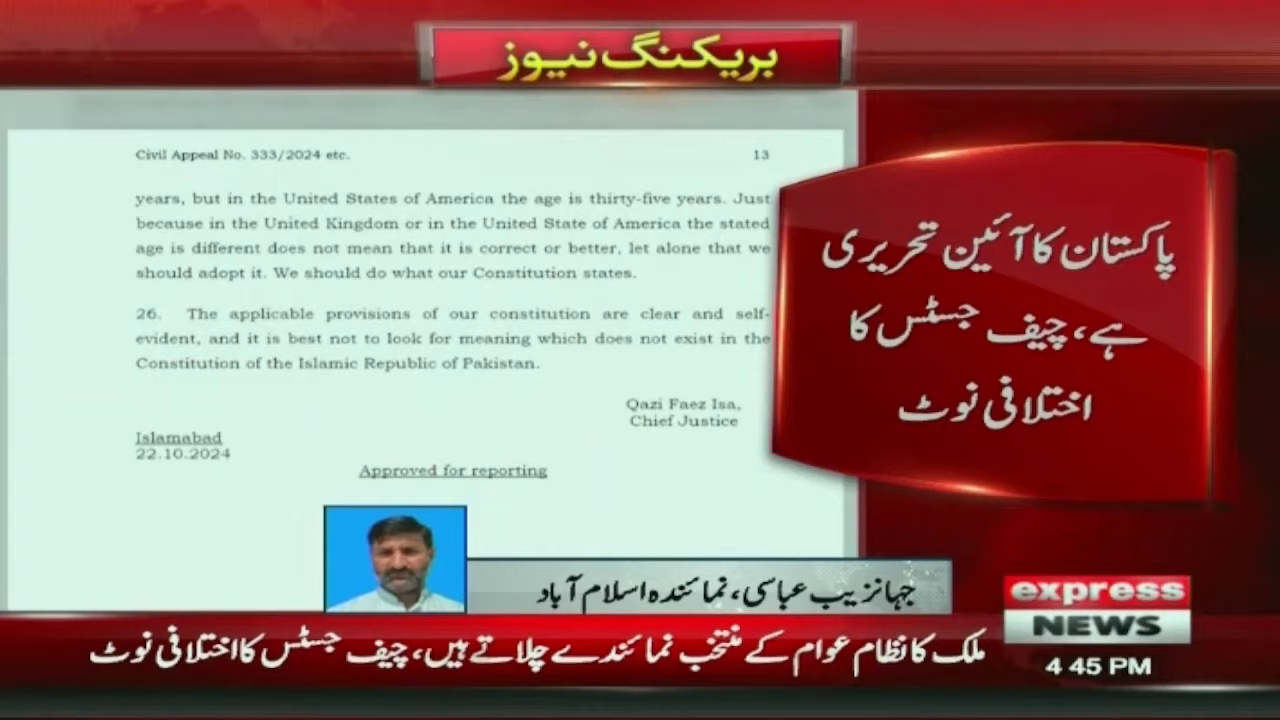 بریکنگ نیوز
Civil Appeal No. 333/2024 etc. 13
years, but in the United States of America the age is thirty-five years. Just
because in the United Kingdom or in the United State of America the stated
age is different does not mean that it is correct or better, let alone that we
should adopt it. We should do what our Constitution states.
26. The applicable provisions of our constitution are clear and self-
evident, and it is best not to look for meaning which does not exist in the
Constitution of the Islamic Republic of Pakistan.
Qazi Faez Isa,
Chief Justice
Islamabad
22.10.2024
Approved for reporting
پاکستان کا آئین تحریری
ہے، چیف جسٹس کا
اختلافی نوٹ
جہانزیب عباسی، نمائندہ اسلام آباد
ملک کا نظام عوام کے منتخب نمائندے چلاتے ہیں، چیف جسٹس کا اختلافی نوٹ
express
NEWS
4 45 PM